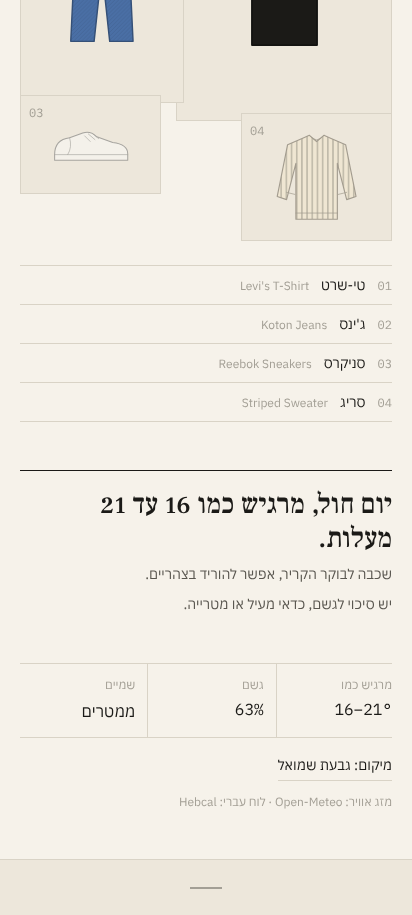 03
04
01 טי-שרט Levi's T-Shirt
02 ג'ינס Koton Jeans
03 סניקרס Reebok Sneakers
04 סריג Striped Sweater
יום חול, מרגיש כמו 16 עד 21
מעלות.
שכבה לבוקר הקריר, אפשר להוריד בצהריים.
יש סיכוי לגשם, כדאי מעיל או מטרייה.
מרגיש כמו גשם שמיים
16–21° 63% ממטרים
מיקום: גבעת שמואל
מזג אוויר: Open-Meteo · לוח עברי: Hebcal